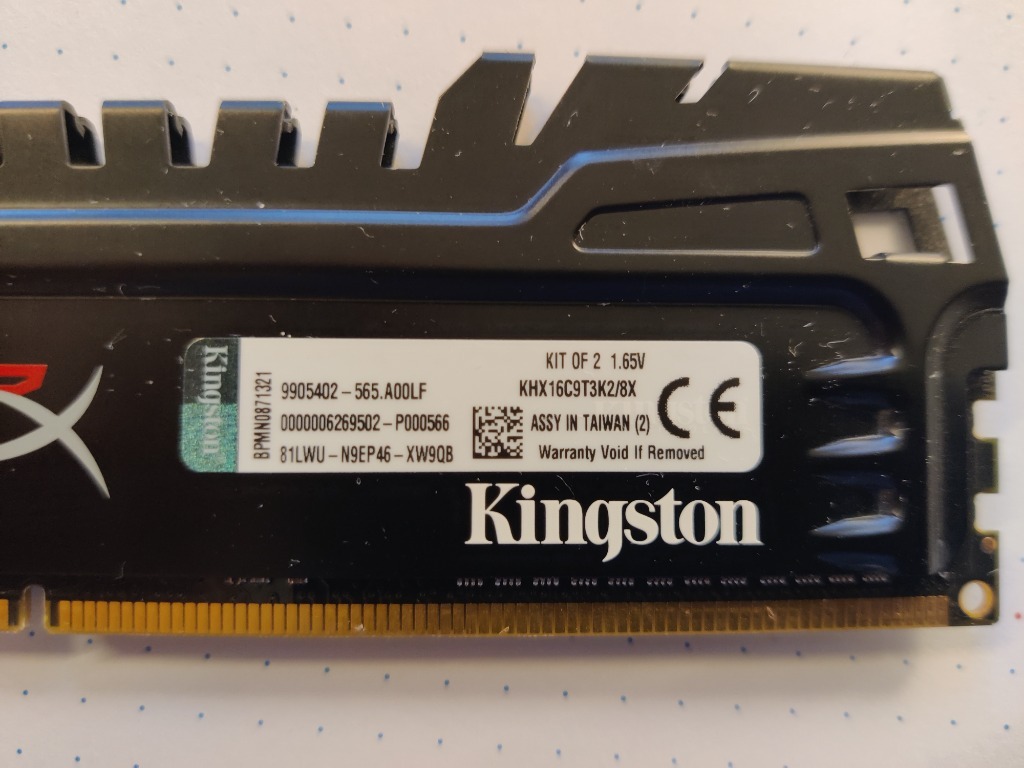 Kingston
BPMN0871321
9905402-565.A00LF
0000006269502-P000566
81LWU-N9EP46-XW9QB
KIT OF 2 1.65V
KHX16C9T3K2/8X
ASSY IN TAIWAN (2)
Warranty Void If Removed
CE
Kingston